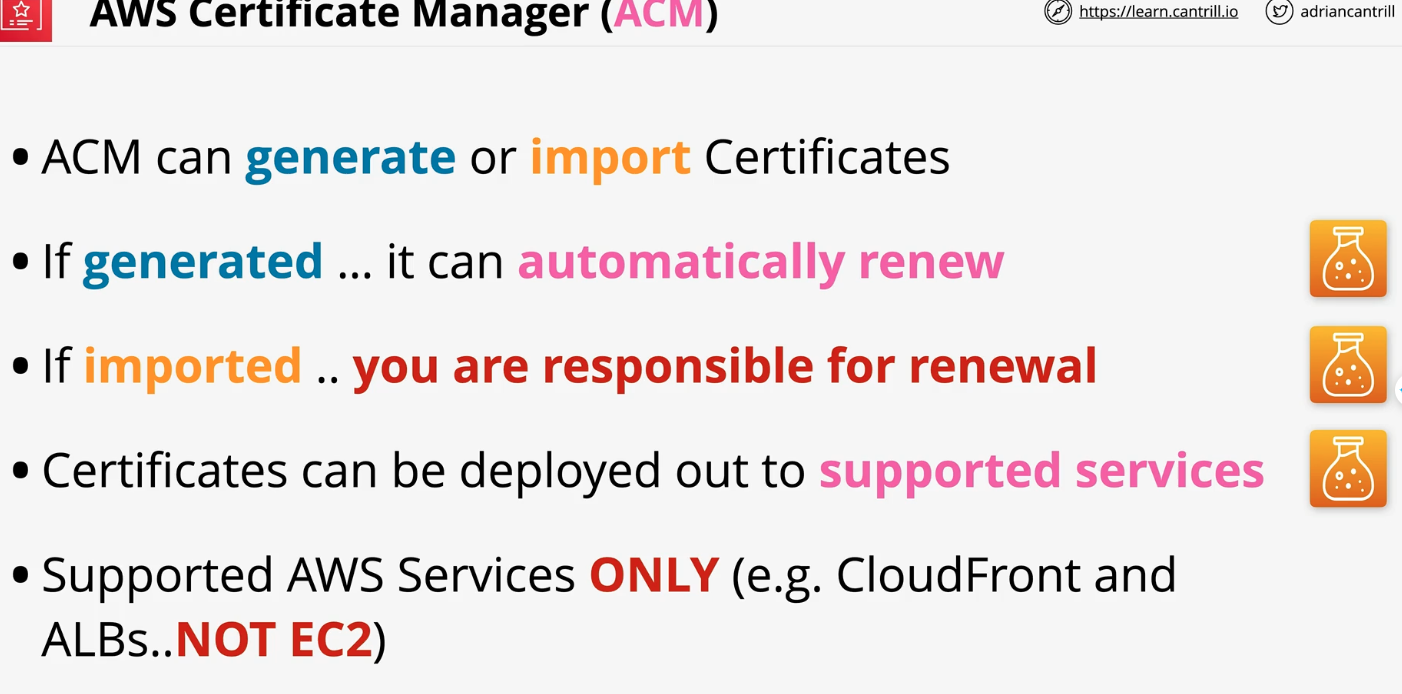 AWS Certificate Manager (ACM)
https://learn.cantrill.io
adriancantrill
• ACM can generate or import Certificates
• If generated ... it can automatically renew
• If imported .. you are responsible for renewal
• Certificates can be deployed out to supported services
• Supported AWS Services ONLY (e.g. CloudFront and
ALBs..NOT EC2)